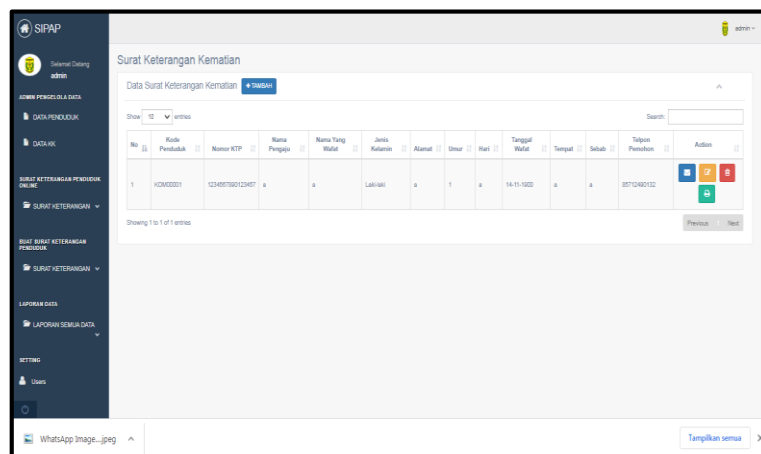 SIPAP
admin
Selamat Datang
admin
ADMIN PENGELOLA DATA
DATA PENDUDUK
DATA KK
SURAT KETERANGAN PENDUDUK
ONLINE
SURAT KETERANGAN
BUAT SURAT KETERANGAN
PENDUDUK
SURAT KETERANGAN
LAPORAN DATA
LAPORAN SEMUA DATA
SETTING
Users
Surat Keterangan Kematian
Data Surat Keterangan Kematian +TAMBAH
Show 10 entries Search:
No Kode Penduduk Nomor KTP Nama Pengaju Nama Yang Wafat Jenis Kelamin Alamat Umur Hari Tanggal Wafat Tempat Sebab Telpon Pemohon Action
1 a a Laki-laki a 1 a 14-11-1900 a a 85712460132
Showing 1 to 1 of 1 entries
Previous 1 Next
WhatsApp Image....jpeg
Tampilkan semua